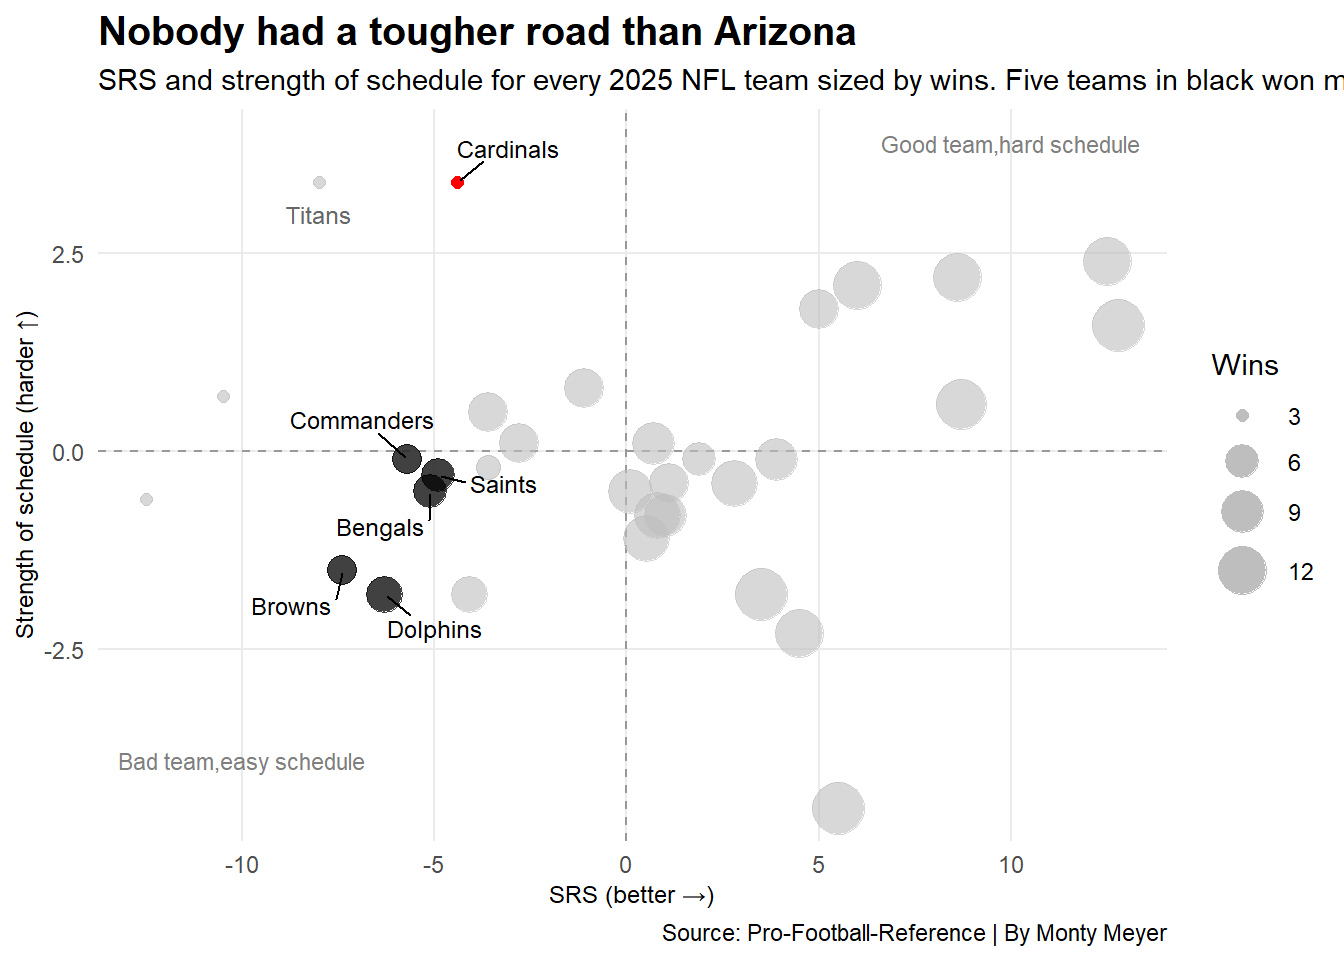 Nobody had a tougher road than Arizona
SRS and strength of schedule for every 2025 NFL team sized by wins. Five teams in black won m
Cardinals
Good team,hard schedule
Titans
2.5
Wins
3
Commanders
0.0
6
Saints
9
Bengals
12
Browns
Dolphins
-2.5
Strength of schedule (harder ↑)
Bad team,easy schedule
-10
-5
0
5
10
SRS (better →)
Source: Pro-Football-Reference | By Monty Meyer